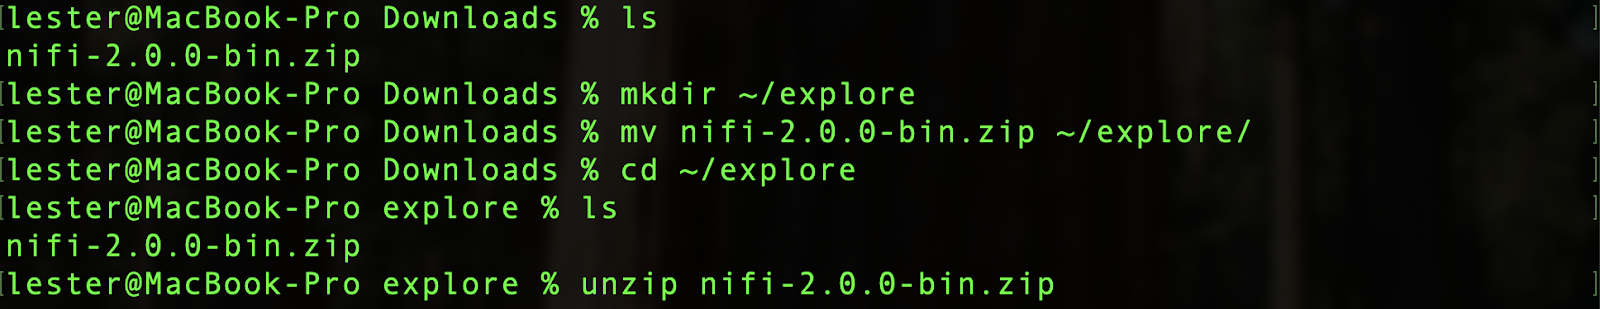 [lester@MacBook-Pro Downloads % ls ]
nifi-2.0.0-bin.zip
[lester@MacBook-Pro Downloads % mkdir ~/explore ]
[lester@MacBook-Pro Downloads % mv nifi-2.0.0-bin.zip ~/explore/ ]
[lester@MacBook-Pro Downloads % cd ~/explore ]
[lester@MacBook-Pro explore % ls ]
nifi-2.0.0-bin.zip
[lester@MacBook-Pro explore % unzip nifi-2.0.0-bin.zip ]